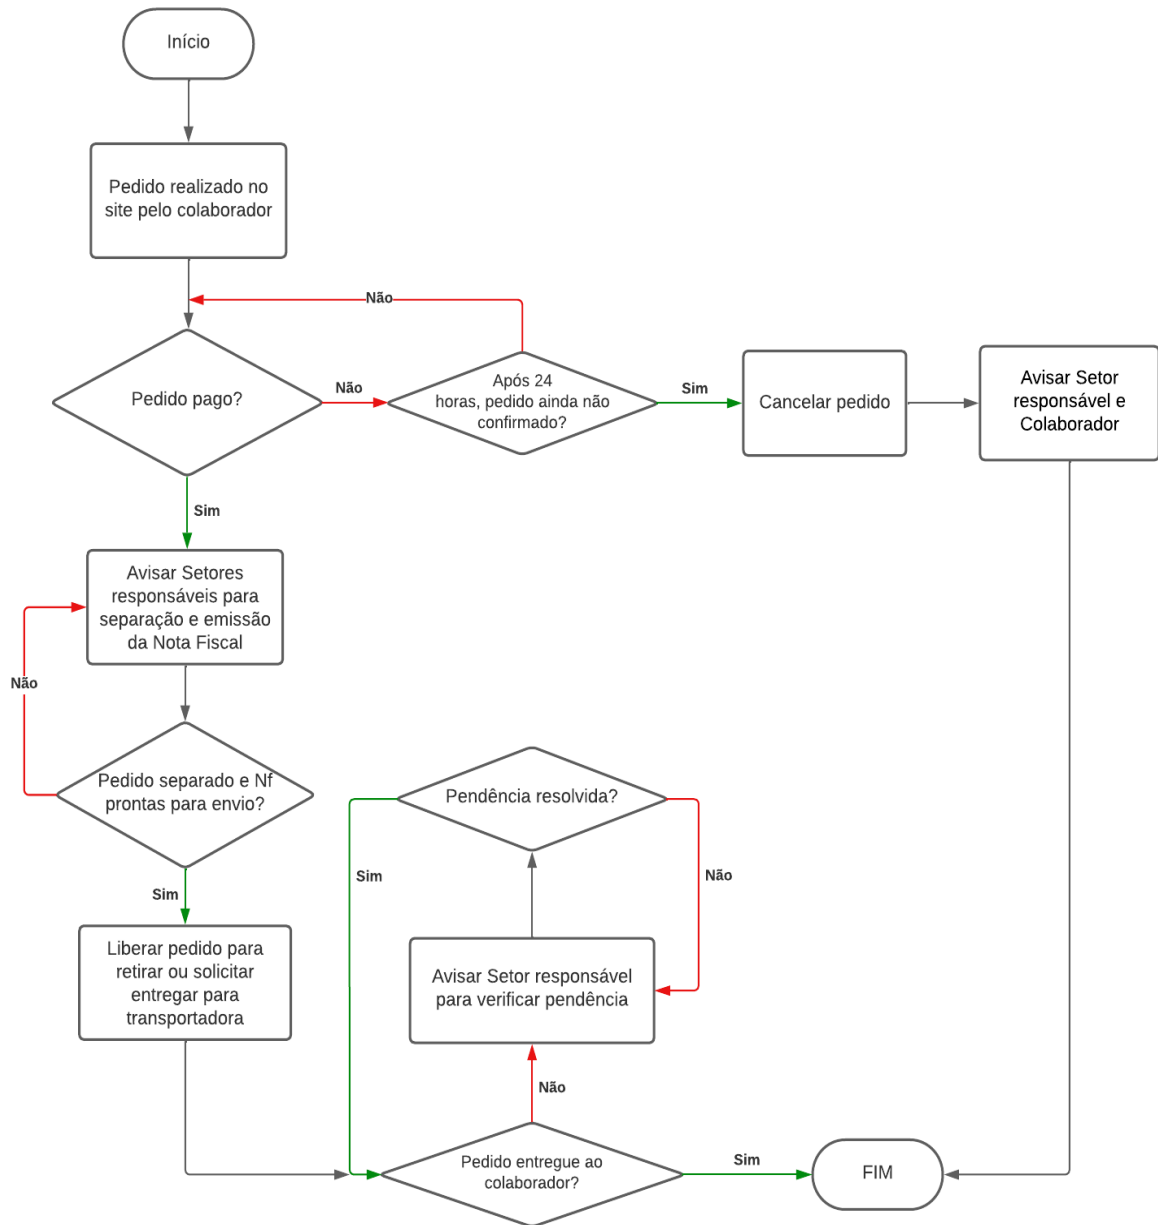 Início
Pedido realizado no
site pelo colaborador
Não
Pedido pago?
Não
Após 24
horas, pedido ainda não
confirmado?
Sim
Cancelar pedido
Avisar Setor
responsável e
Colaborador
Sim
Avisar Setores
responsáveis para
separação e emissão
da Nota Fiscal
Não
Pedido separado e Nf
prontas para envio?
Sim
Liberar pedido para
retirar ou solicitar
entregar para
transportadora
Pendência resolvida?
Sim
Não
Avisar Setor responsável
para verificar pendência
Não
Pedido entregue ao
colaborador?
Sim
FIM